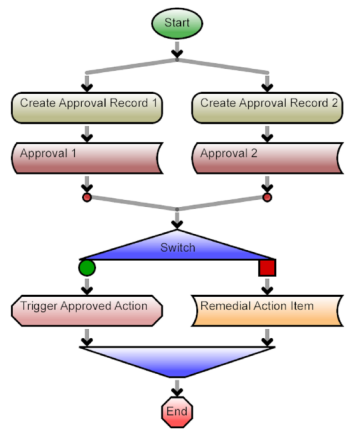 Start
Create Approval Record 1
Create Approval Record 2
Approval 1
Approval 2
Switch
Trigger Approved Action
Remedial Action Item
End